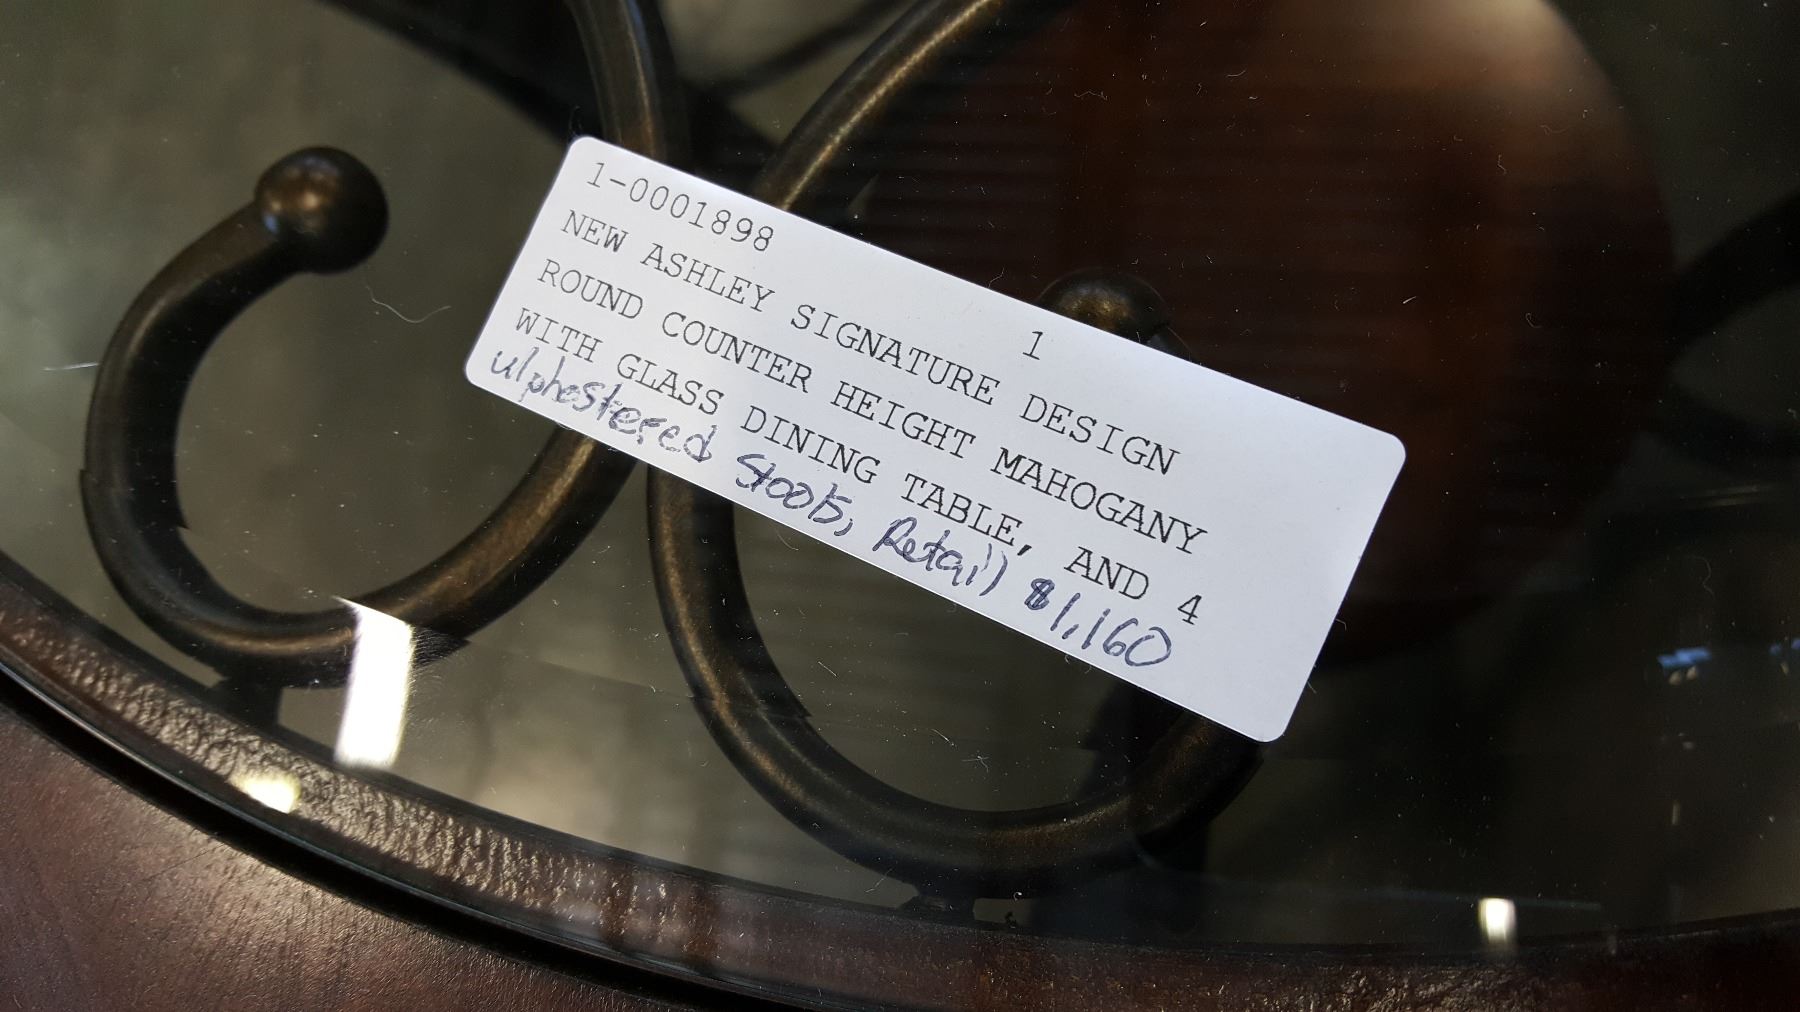 1-0001898
1
NEW ASHLEY SIGNATURE DESIGN
ROUND COUNTER HEIGHT MAHOGANY
WITH GLASS DINING TABLE, AND 4
ulphostered Stools, Retail $1,160